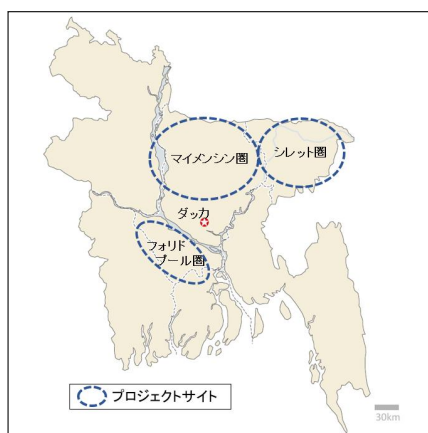 マイメンシン圏
シレット圏
ダッカ
フォリド
プール圏
プロジェクトサイト
30km